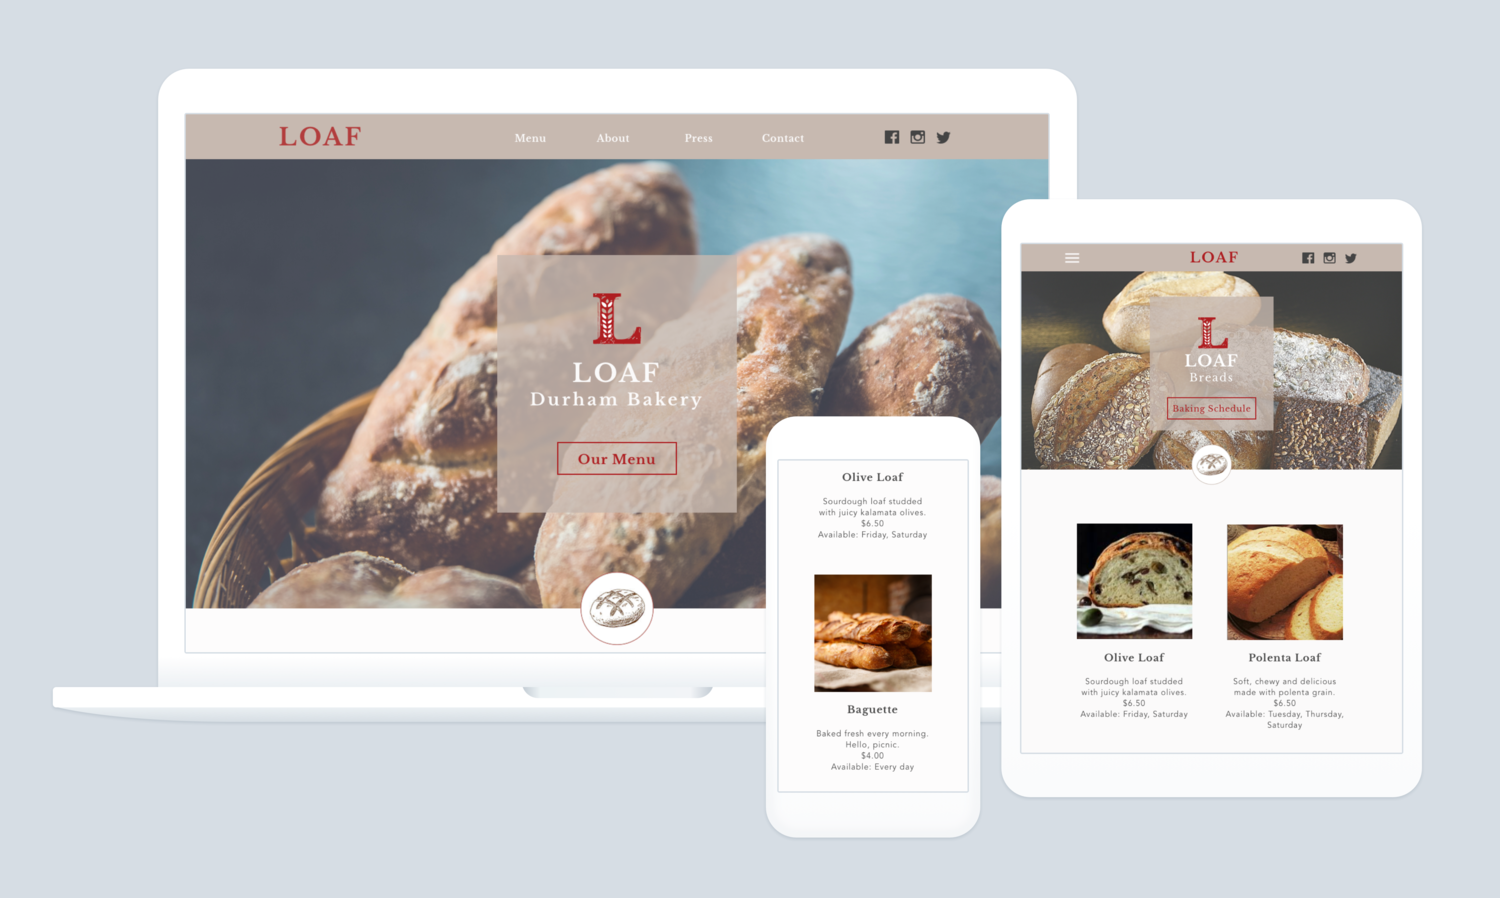 LOAF
Menu About Press Contact
L
LOAF
Durham Bakery
Our Menu
Olive Loaf
Sourdough loaf studded
with juicy kalamata olives.
$6.50
Available: Friday, Saturday
Baguette
Baked fresh every morning.
Hello, picnic.
$4.00
Available: Every day
LOAF
L
LOAF
Breads
Baking Schedule
Olive Loaf
Sourdough loaf studded
with juicy kalamata olives.
$6.50
Available: Friday, Saturday
Polenta Loaf
Soft, chewy and delicious
made with polenta grain.
$6.50
Available: Tuesday, Thursday,
Saturday